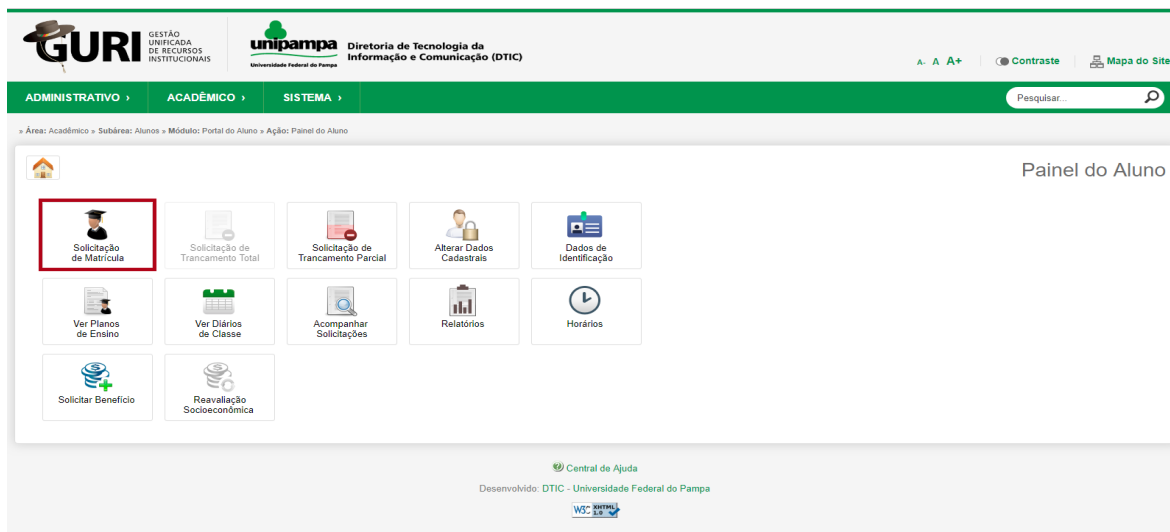 GURI
GESTÃO
UNIFICADA
DE RECURSOS
INSTITUCIONAIS
unipampa
Universidade Federal do Pampa
Diretoria de Tecnologia da
Informação e Comunicação (DTIC)
A- A A+
Contraste
Mapa do Site
ADMINISTRATIVO ›
ACADÊMICO ›
SISTEMA ›
Pesquisar...
» Área: Acadêmico » Subárea: Alunos » Módulo: Portal do Aluno » Ação: Painel do Aluno
Painel do Aluno
Solicitação
de Matrícula
Solicitação de
Trancamento Total
Solicitação de
Trancamento Parcial
Alterar Dados
Cadastrais
Dados de
Identificação
Ver Planos
de Ensino
Ver Diários
de Classe
Acompanhar
Solicitações
Relatórios
Horários
Solicitar Benefício
Reavaliação
Socioeconômica
Central de Ajuda
Desenvolvido: DTIC - Universidade Federal do Pampa
W3C XHTML 1.0